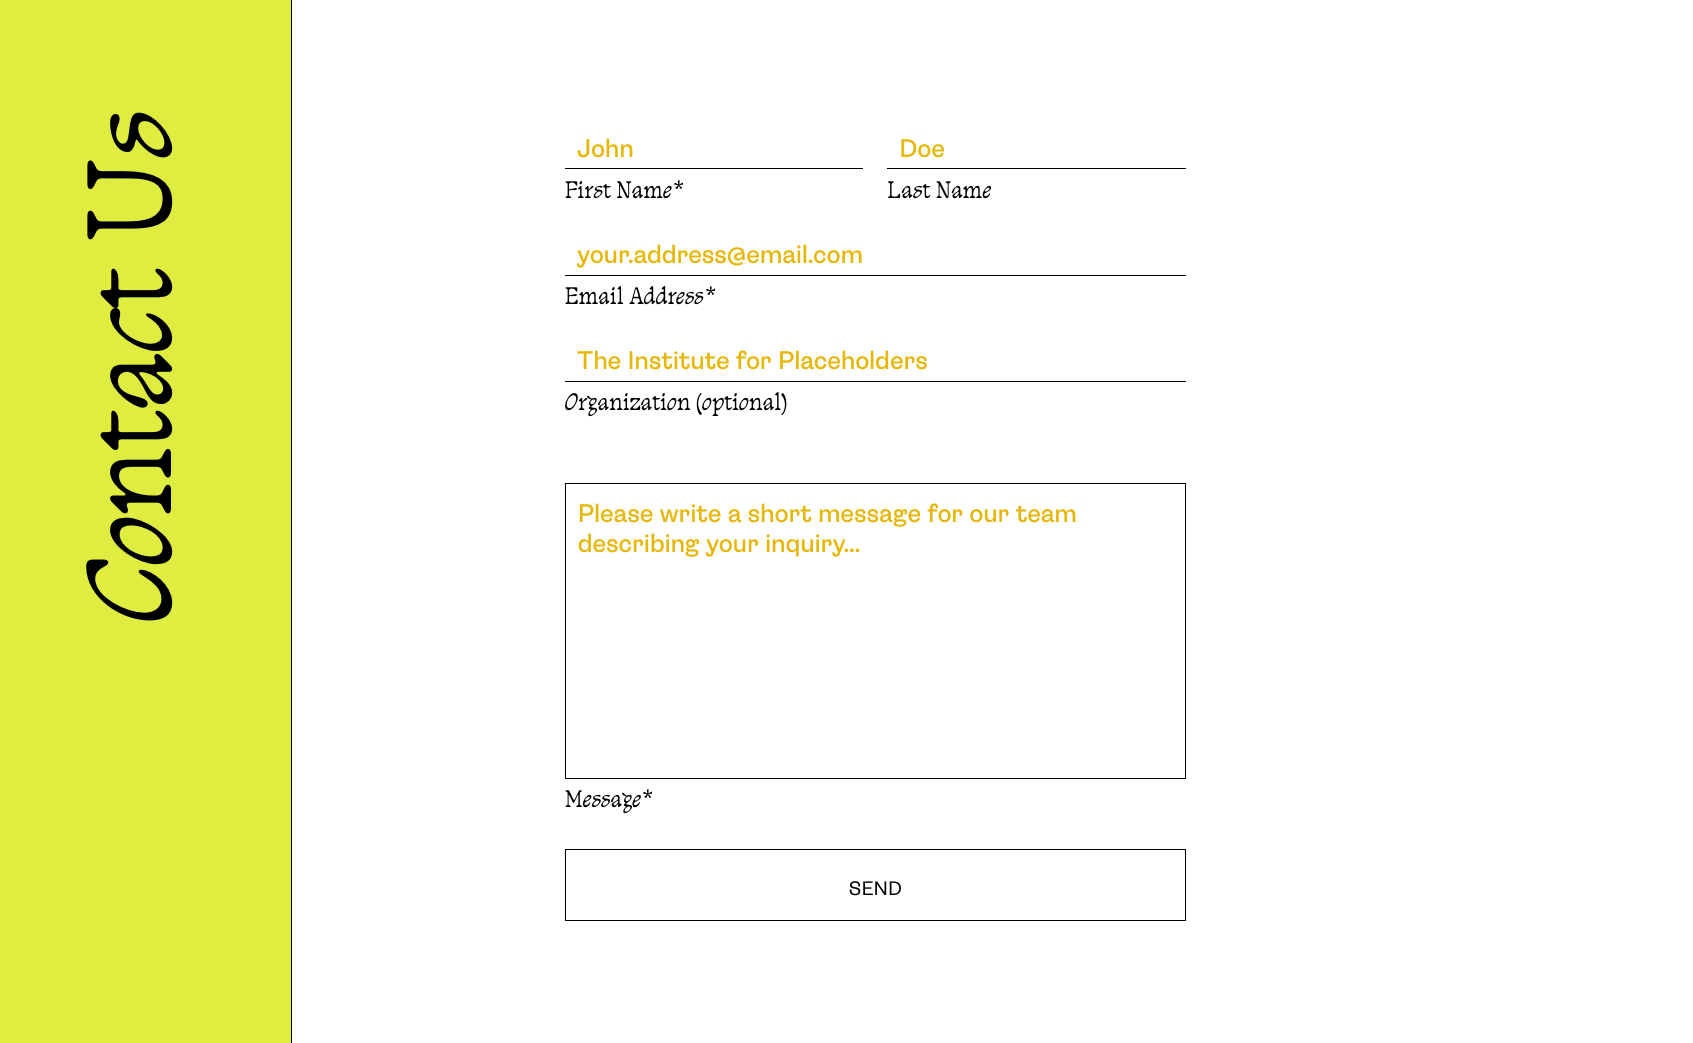 Contact Us
John
Doe
First Name*
Last Name
your.address@email.com
Email Address*
The Institute for Placeholders
Organization (optional)
Please write a short message for our team
describing your inquiry...
Message*
SEND